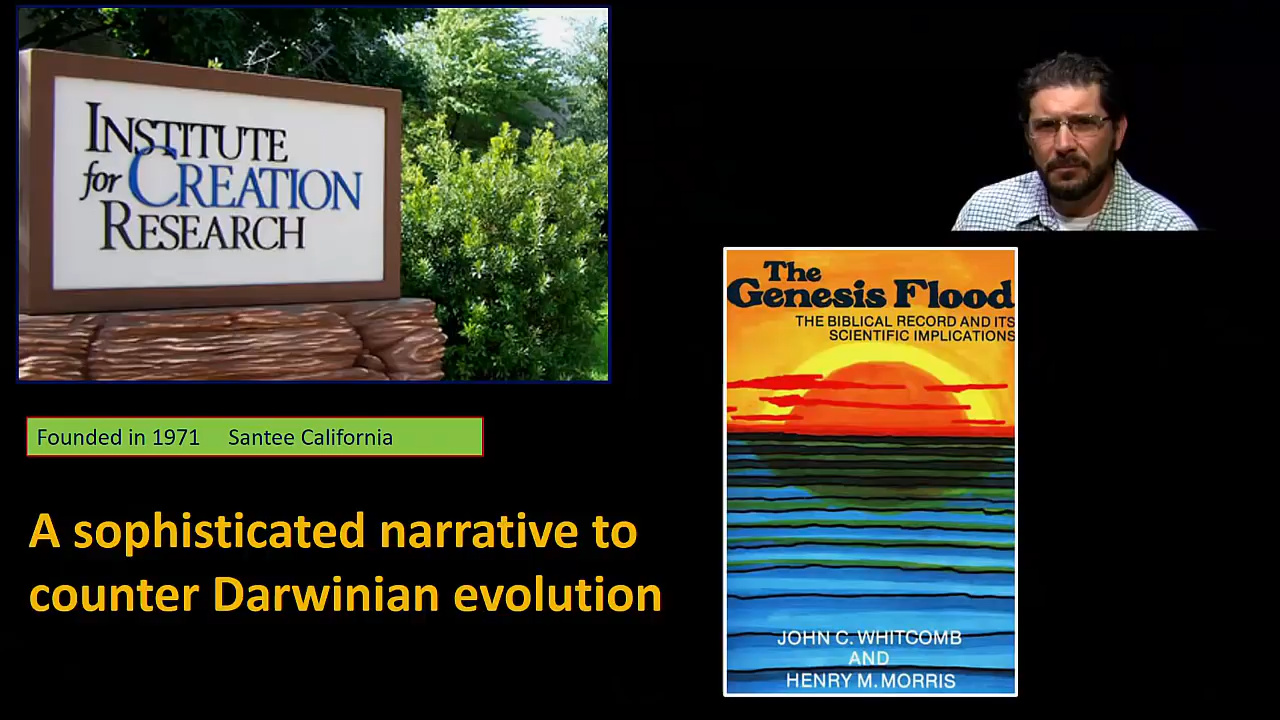 INSTITUTE
for CREATION
RESEARCH
The
Genesis Flood
THE BIBLICAL RECORD AND ITS
SCIENTIFIC IMPLICATIONS
JOHN C. WHITCOMB
AND
HENRY M. MORRIS
Founded in 1971 Santee California
A sophisticated narrative to
counter Darwinian evolution